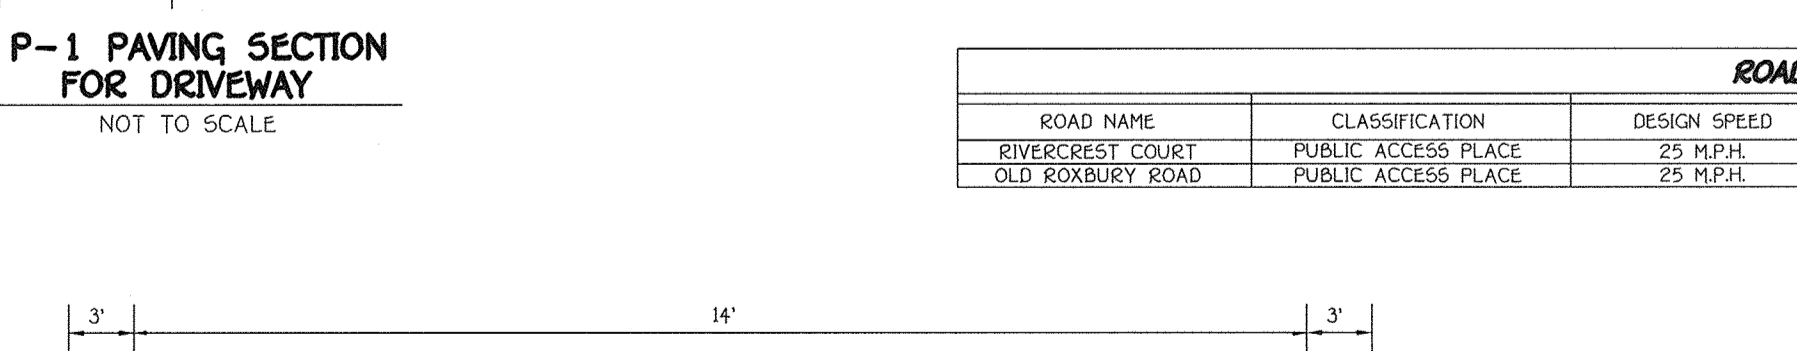 P-1 PAVING SECTION
FOR DRIVEWAY
NOT TO SCALE
ROAD
ROAD NAME CLASSIFICATION DESIGN SPEED
RIVERCREST COURT PUBLIC ACCESS PLACE 25 M.P.H.
OLD ROXBURY ROAD PUBLIC ACCESS PLACE 25 M.P.H.
3' 14' 3'